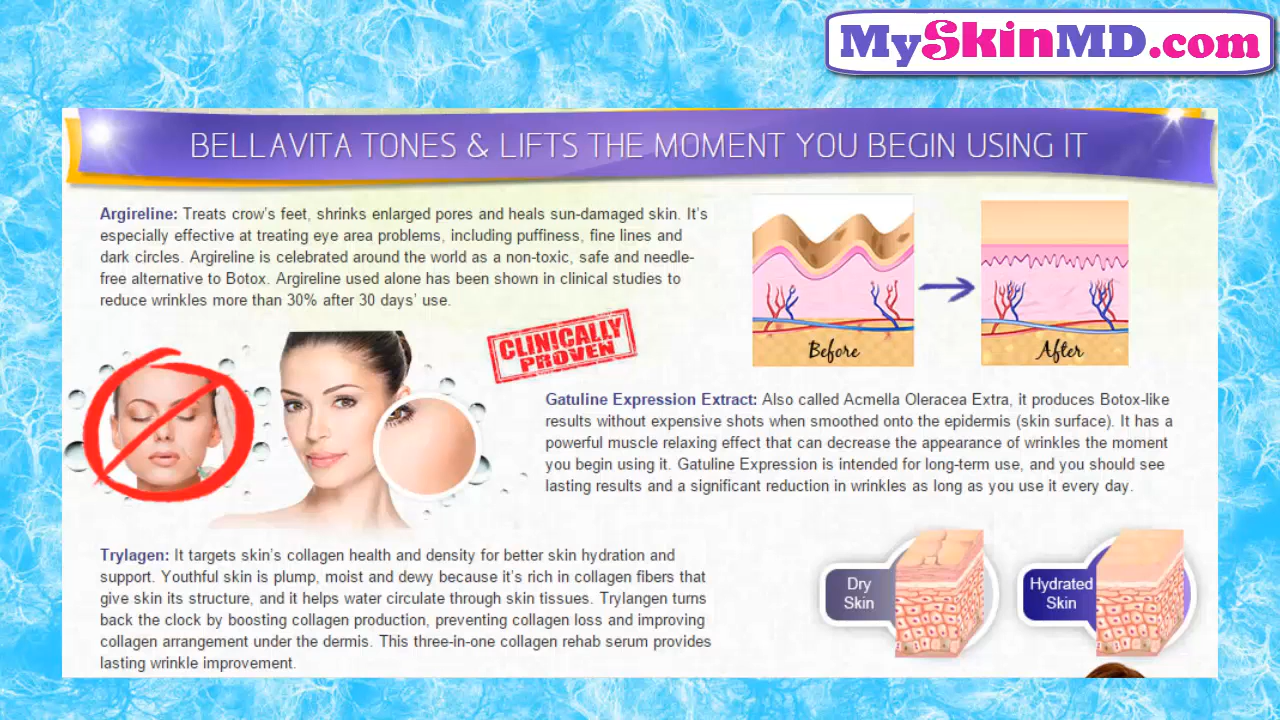 MySkinMD.com
BELLAVITA TONES & LIFTS THE MOMENT YOU BEGIN USING IT
Argireline: Treats crow's feet, shrinks enlarged pores and heals sun-damaged skin. It's
especially effective at treating eye area problems, including puffiness, fine lines and
dark circles. Argireline is celebrated around the world as a non-toxic, safe and needle-
free alternative to Botox. Argireline used alone has been shown in clinical studies to
reduce wrinkles more than 30% after 30 days' use.
Before
After
CLINICALLY
PROVEN
Gatuline Expression Extract: Also called Acmella Oleracea Extra, it produces Botox-like
results without expensive shots when smoothed onto the epidermis (skin surface). It has a
powerful muscle relaxing effect that can decrease the appearance of wrinkles the moment
you begin using it. Gatuline Expression is intended for long-term use, and you should see
lasting results and a significant reduction in wrinkles as long as you use it every day.
Trylagen: It targets skin's collagen health and density for better skin hydration and
support. Youthful skin is plump, moist and dewy because it's rich in collagen fibers that
give skin its structure, and it helps water circulate through skin tissues. Trylangen turns
back the clock by boosting collagen production, preventing collagen loss and improving
collagen arrangement under the dermis. This three-in-one collagen rehab serum provides
lasting wrinkle improvement.
Dry
Skin
Hydrated
Skin